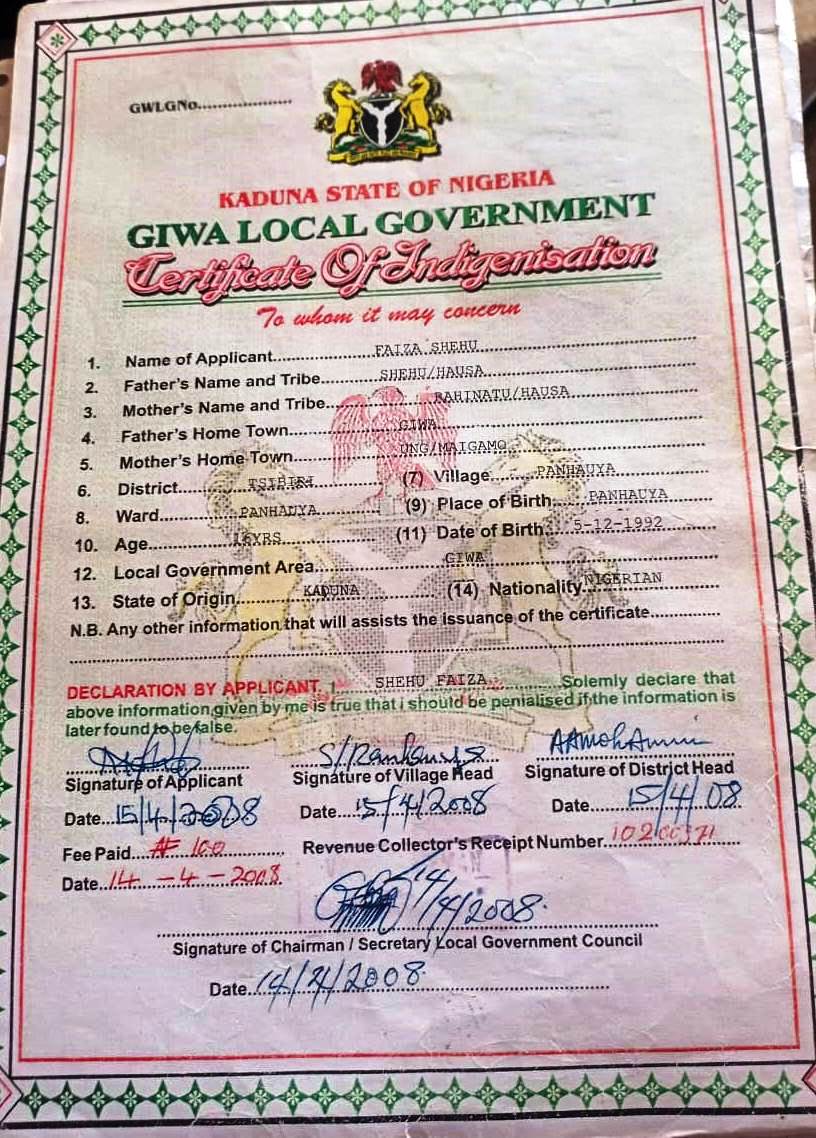 GWLGNo....................
KADUNA STATE OF NIGERIA
GIWA LOCAL GOVERNMENT
Certificate Of Indigenisation
To whom it may concern
1. Name of Applicant....................FAIZA SHEHU....................
2. Father's Name and Tribe............SHEHU/HAUSA....................
3. Mother's Name and Tribe....................RAHINATU/HAUSA....................
4. Father's Home Town....................GIWA....................
5. Mother's Home Town....................UNG/MAIGAMO....................
6. District............TSIBIRI............ (7) Village............PANHAUYA............
8. Ward............PANHAUYA............ (9) Place of Birth......PANHAUYA......
10. Age............16YRS............ (11) Date of Birth......5-12-1992......
12. Local Government Area....................GIWA....................
13. State of Origin............KADUNA............ (14) Nationality..NIGERIAN......
N.B. Any other information that will assists the issuance of the certificate............
DECLARATION BY APPLICANT. I......SHEHU FAIZA............Solemly declare that
above information given by me is true that i should be penialised if the information is
later found to be false.
Signature of Applicant Signature of Village Head Signature of District Head
Date..15/4/2008 Date...15/4/2008 Date......15/4/08
Fee Paid..₦ 100............ Revenue Collector's Receipt Number..
Date..14-4-2008.
14/4/2008.
Signature of Chairman / Secretary Local Government Council
Date..14/4/2008....................